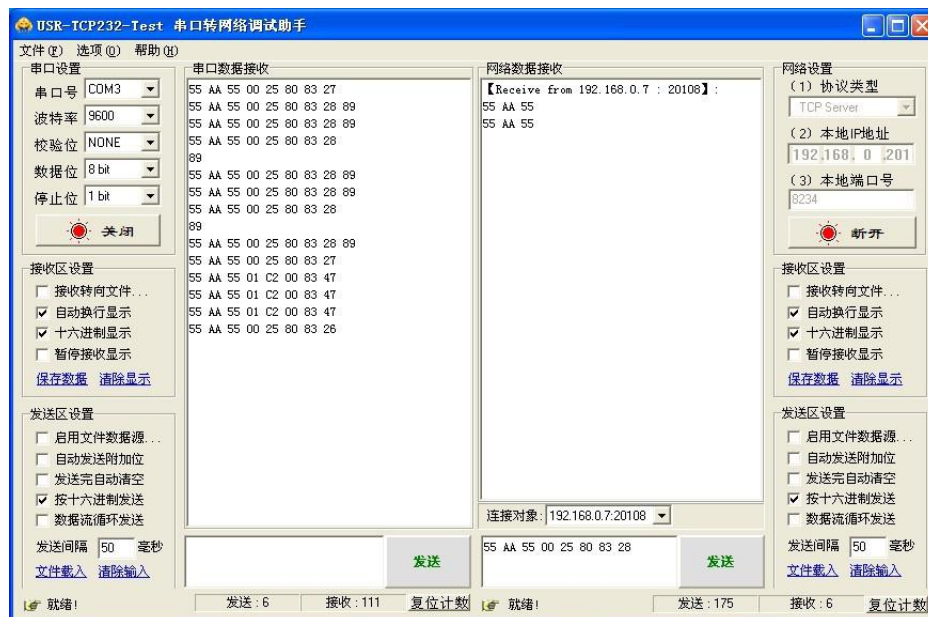 USR-TCP232-Test 串口转网络调试助手
文件(F) 选项(O) 帮助(H)
串口设置
串口号 COM3
波特率 9600
校验位 NONE
数据位 8 bit
停止位 1 bit
关闭
接收区设置
接收转向文件...
自动换行显示
十六进制显示
暂停接收显示
保存数据 清除显示
发送区设置
启用文件数据源...
自动发送附加位
发送完自动清空
按十六进制发送
数据流循环发送
发送间隔 50 毫秒
文件载入 清除输入
串口数据接收
55 AA 55 00 25 80 83 27
55 AA 55 00 25 80 83 28 89
55 AA 55 00 25 80 83 28 89
55 AA 55 00 25 80 83 28
89
55 AA 55 00 25 80 83 28 89
55 AA 55 00 25 80 83 28 89
55 AA 55 00 25 80 83 28
89
55 AA 55 00 25 80 83 28 89
55 AA 55 00 25 80 83 27
55 AA 55 01 C2 00 83 47
55 AA 55 01 C2 00 83 47
55 AA 55 01 C2 00 83 47
55 AA 55 00 25 80 83 26
发送
网络数据接收
【Receive from 192.168.0.7 : 20108】:
55 AA 55
55 AA 55
连接对象: 192.168.0.7:20108
55 AA 55 00 25 80 83 28
发送
网络设置
(1) 协议类型
TCP Server
(2) 本地IP地址
192.168. 0 .201
(3) 本地端口号
8234
断开
接收区设置
接收转向文件...
自动换行显示
十六进制显示
暂停接收显示
保存数据 清除显示
发送区设置
启用文件数据源...
自动发送附加位
发送完自动清空
按十六进制发送
数据流循环发送
发送间隔 50 毫秒
文件载入 清除输入
就绪! 发送:6 接收:111 复位计数
就绪! 发送:175 接收:6 复位计数